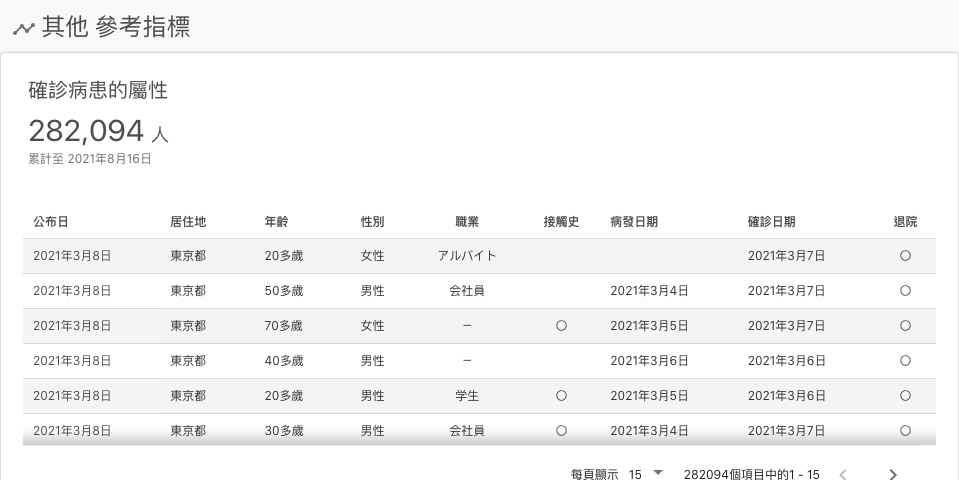 其他 參考指標
確診病患的屬性
282,094 人
累計至 2021年8月16日
公布日 居住地 年齡 性別 職業 接觸史 病發日期 確診日期 退院
2021年3月8日 東京都 20多歲 女性 アルバイト 2021年3月7日 〇
2021年3月8日 東京都 50多歲 男性 会社員 2021年3月4日 2021年3月7日 〇
2021年3月8日 東京都 70多歲 女性 − 〇 2021年3月5日 2021年3月7日 〇
2021年3月8日 東京都 40多歲 男性 − 2021年3月6日 2021年3月6日 〇
2021年3月8日 東京都 20多歲 男性 学生 〇 2021年3月5日 2021年3月6日 〇
2021年3月8日 東京都 30多歲 男性 会社員 〇 2021年3月4日 2021年3月7日 〇
每頁顯示 15 282094個項目中的1 - 15